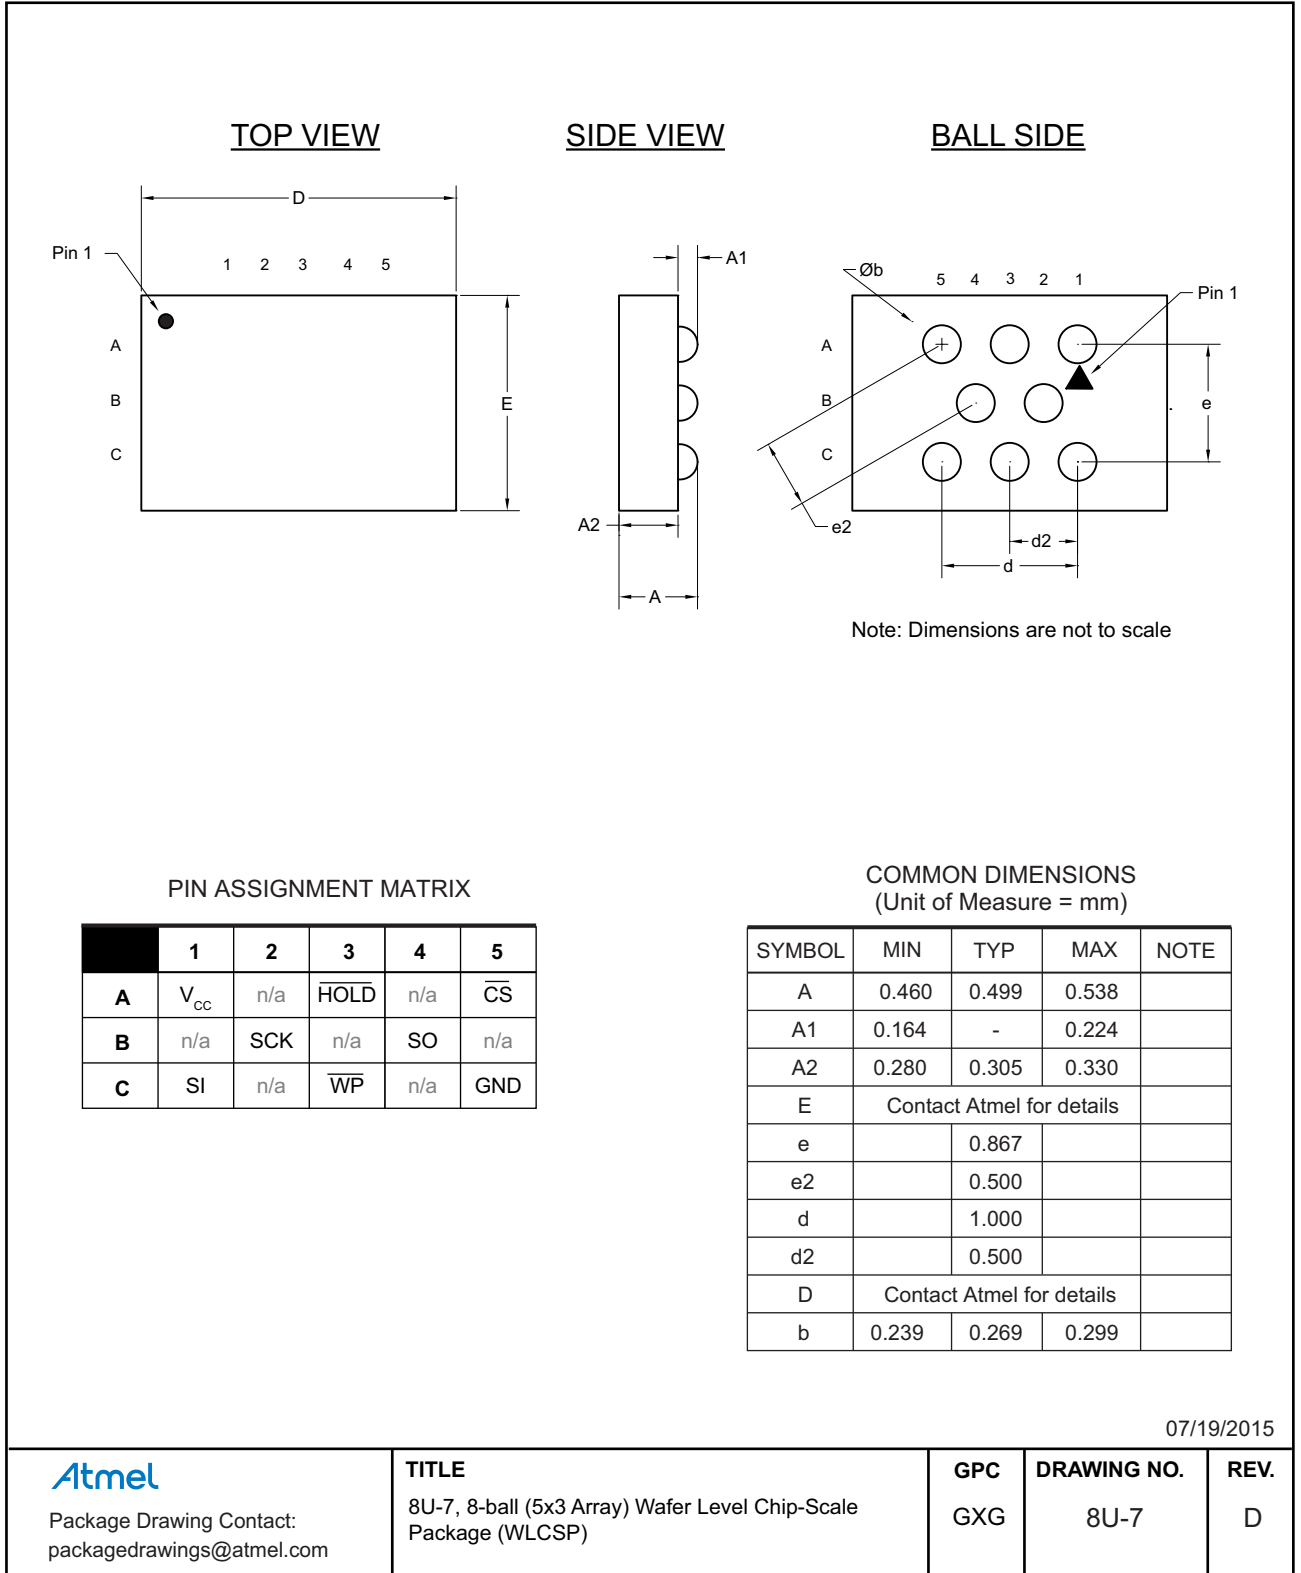 TOP VIEW SIDE VIEW BALL SIDE
D
Pin 1
1 2 3 4 5
A
B
C
E
A1
A2
A
Øb
5 4 3 2 1
Pin 1
A
B
C
e
e2
d2
d
Note: Dimensions are not to scale
PIN ASSIGNMENT MATRIX
1 2 3 4 5
A VCC n/a HOLD n/a CS
B n/a SCK n/a SO n/a
C SI n/a WP n/a GND
COMMON DIMENSIONS
(Unit of Measure = mm)
SYMBOL MIN TYP MAX NOTE
A 0.460 0.499 0.538
A1 0.164 - 0.224
A2 0.280 0.305 0.330
E Contact Atmel for details
e 0.867
e2 0.500
d 1.000
d2 0.500
D Contact Atmel for details
b 0.239 0.269 0.299
07/19/2015
Atmel
Package Drawing Contact:
packagedrawings@atmel.com
TITLE
8U-7, 8-ball (5x3 Array) Wafer Level Chip-Scale
Package (WLCSP)
GPC
GXG
DRAWING NO.
8U-7
REV.
D